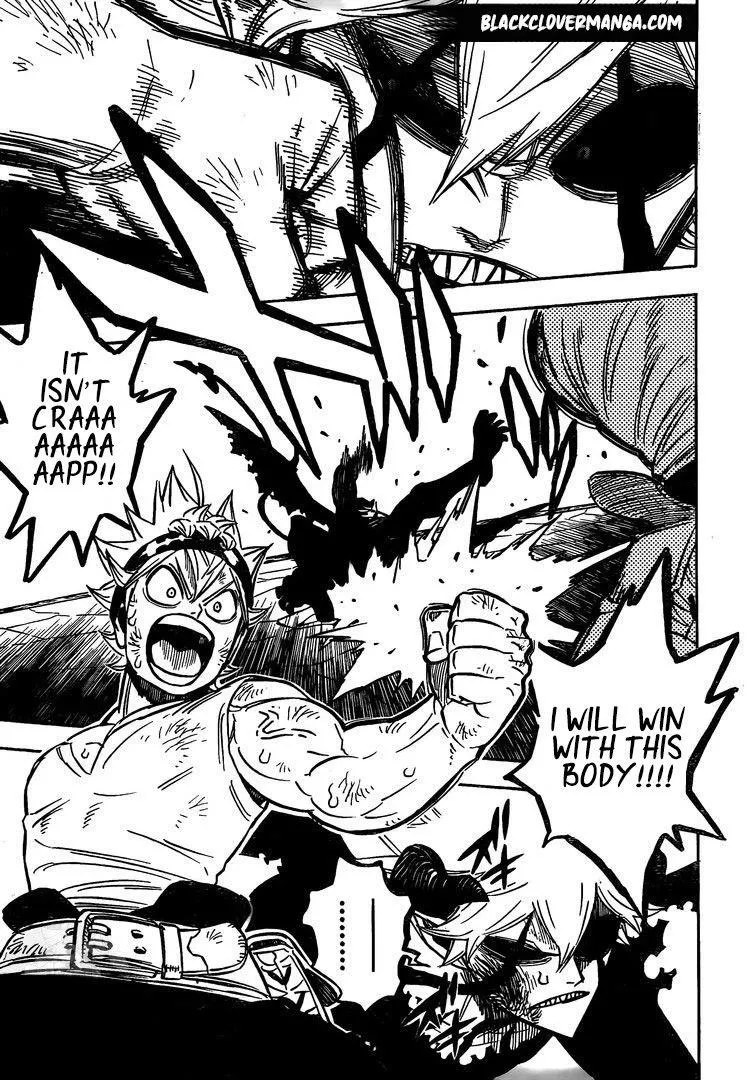 BLACKCLOVERMANGA.COM
IT
ISN'T
CRAAA
AAAAA
AAPP!!
I WILL WIN
WITH THIS
BODY!!!!